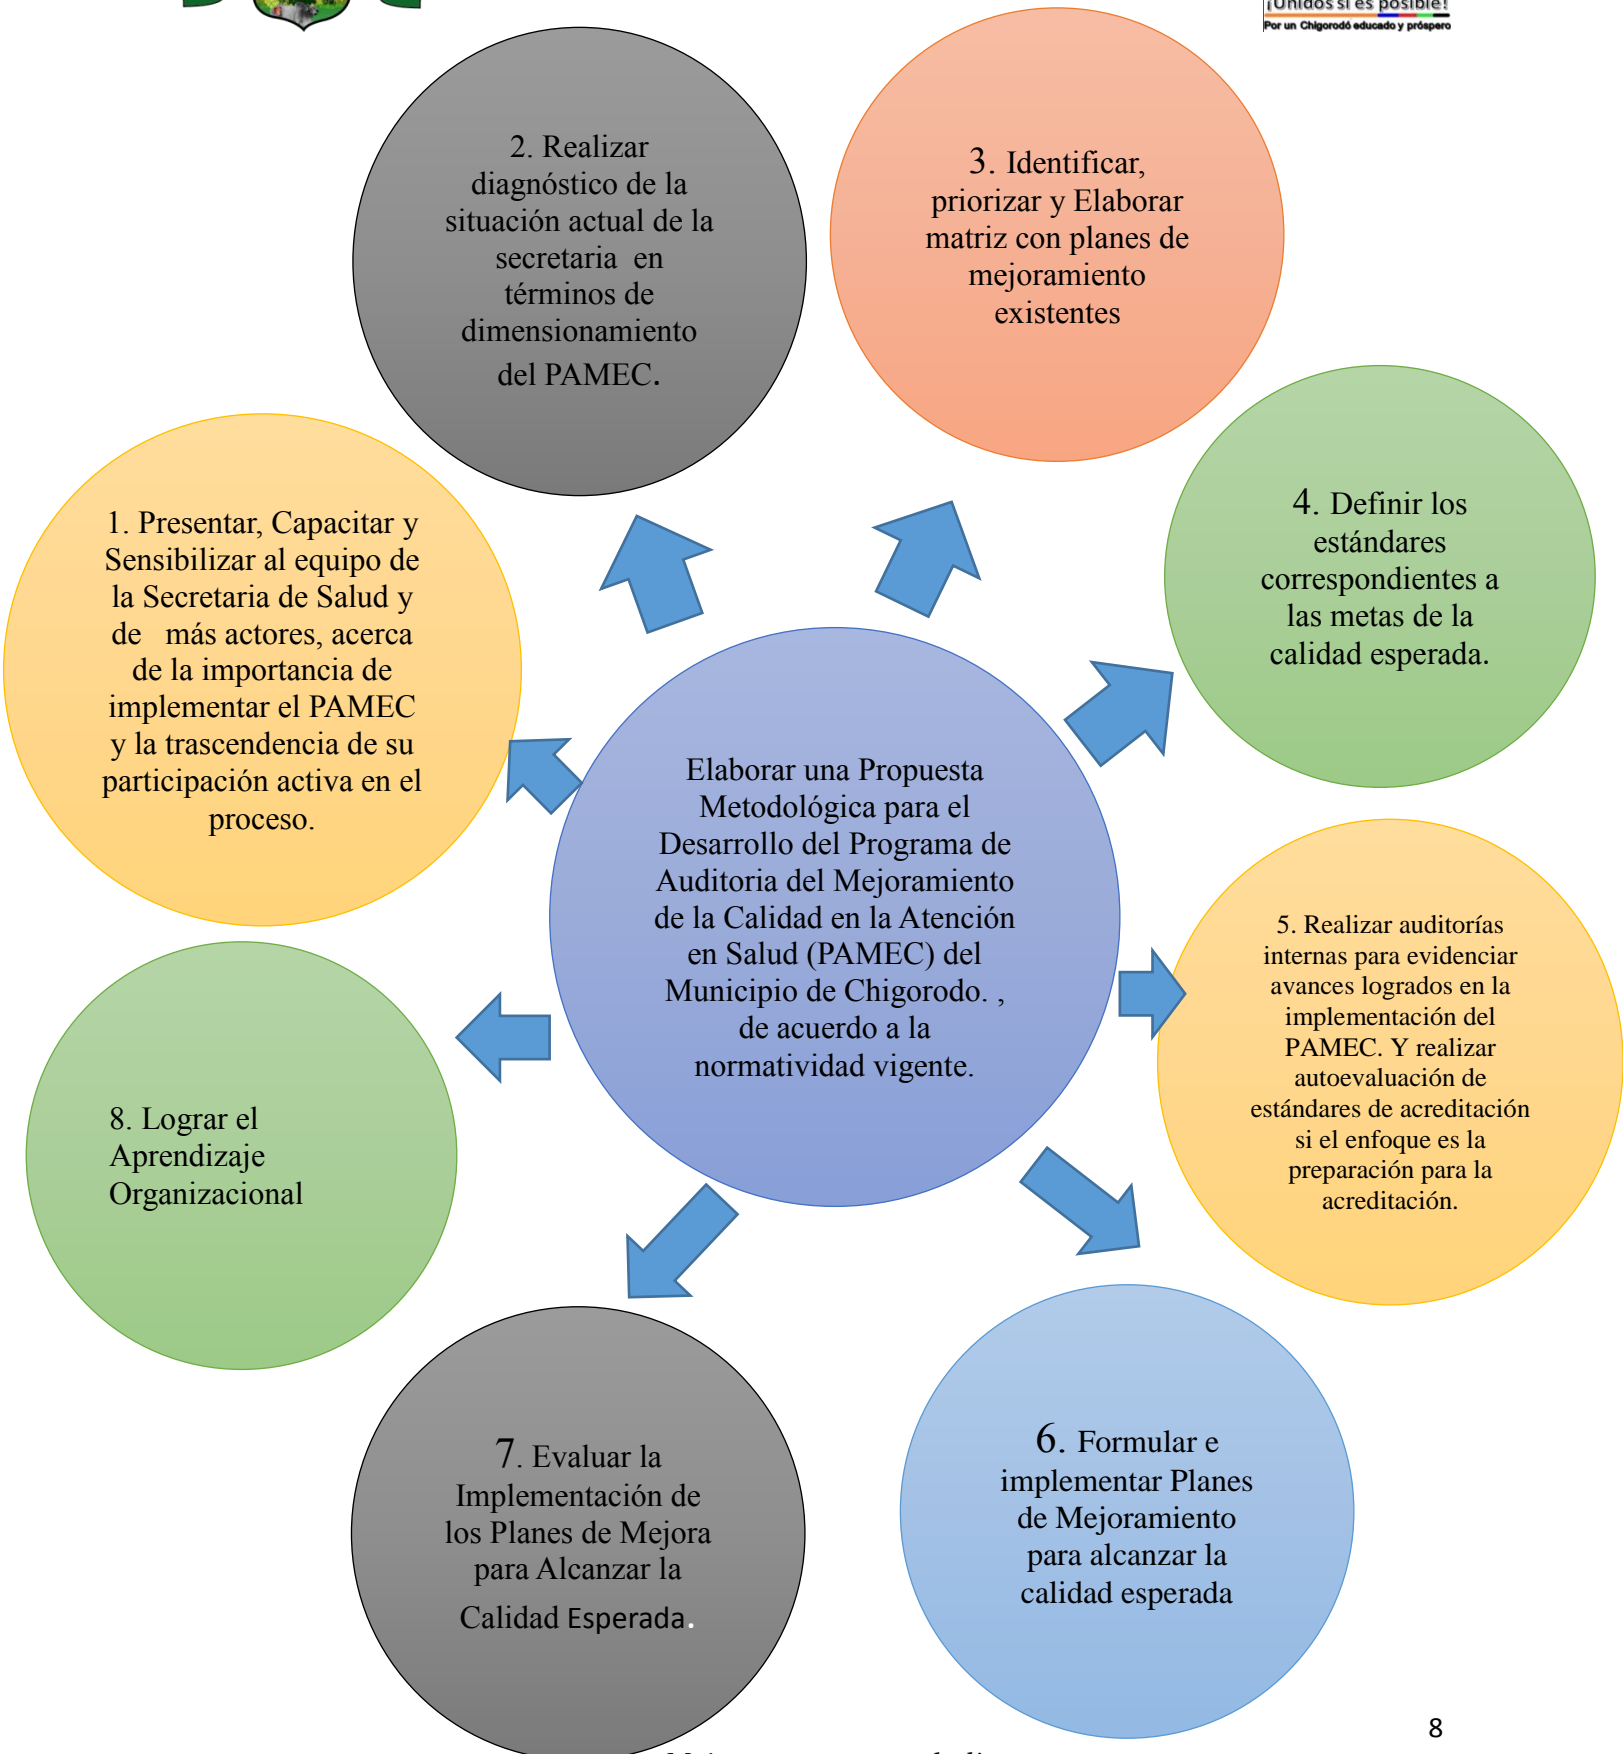 ¡Unidos si es posible!
Por un Chigorodó educado y próspero
2. Realizar
diagnóstico de la
situación actual de la
secretaria en
términos de
dimensionamiento
del PAMEC.
3. Identificar,
priorizar y Elaborar
matriz con planes de
mejoramiento
existentes
4. Definir los
estándares
correspondientes a
las metas de la
calidad esperada.
1. Presentar, Capacitar y
Sensibilizar al equipo de
la Secretaria de Salud y
de más actores, acerca
de la importancia de
implementar el PAMEC
y la trascendencia de su
participación activa en el
proceso.
Elaborar una Propuesta
Metodológica para el
Desarrollo del Programa de
Auditoria del Mejoramiento
de la Calidad en la Atención
en Salud (PAMEC) del
Municipio de Chigorodo. ,
de acuerdo a la
normatividad vigente.
5. Realizar auditorías
internas para evidenciar
avances logrados en la
implementación del
PAMEC. Y realizar
autoevaluación de
estándares de acreditación
si el enfoque es la
preparación para la
acreditación.
8. Lograr el
Aprendizaje
Organizacional
7. Evaluar la
Implementación de
los Planes de Mejora
para Alcanzar la
Calidad Esperada.
6. Formular e
implementar Planes
de Mejoramiento
para alcanzar la
calidad esperada
8